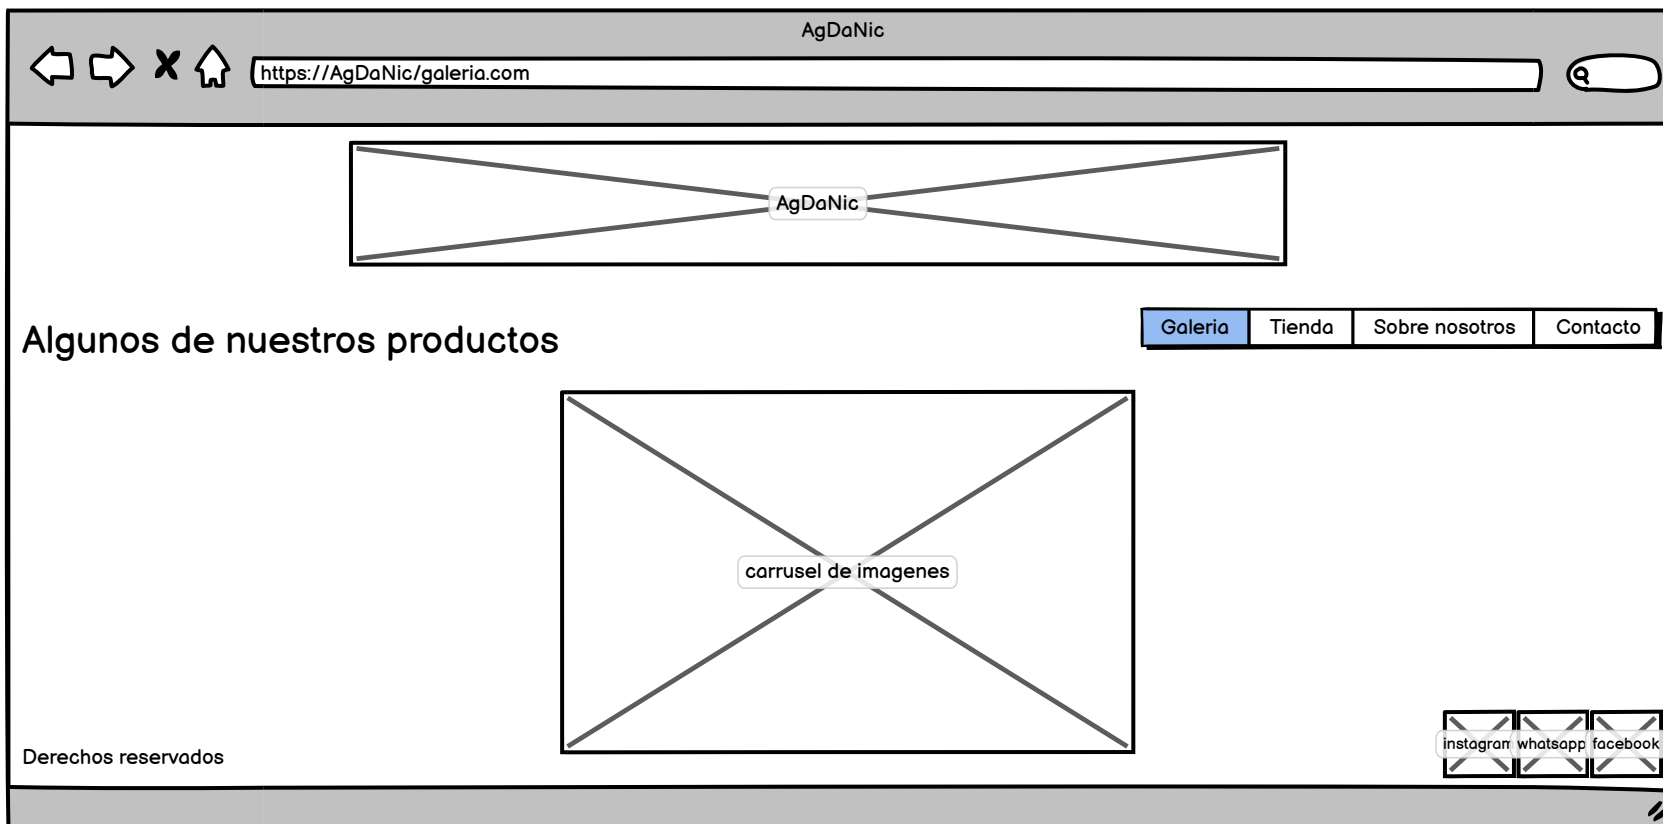 AgDaNic
https://AgDaNic/galeria.com
AgDaNic
Algunos de nuestros productos
Galeria Tienda Sobre nosotros Contacto
carrusel de imagenes
Derechos reservados
instagram whatsapp facebook